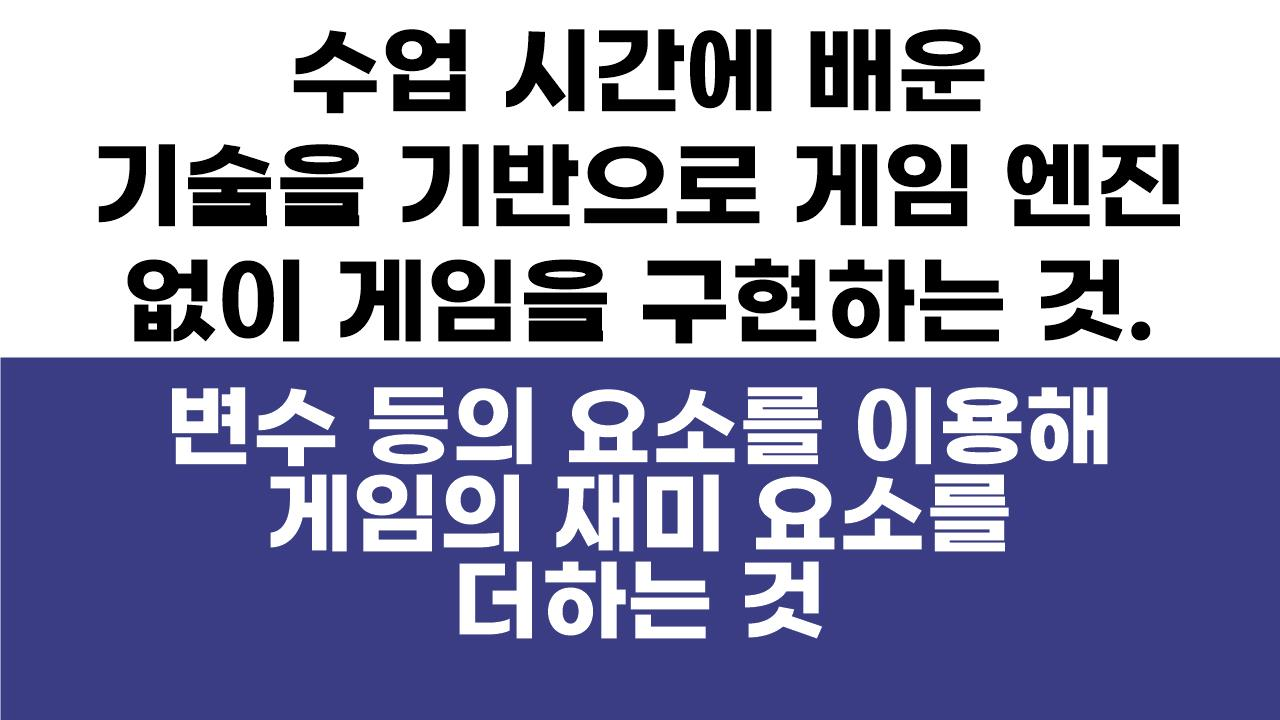 수업 시간에 배운
기술을 기반으로 게임 엔진
없이 게임을 구현하는 것.
변수 등의 요소를 이용해
게임의 재미 요소를
더하는 것